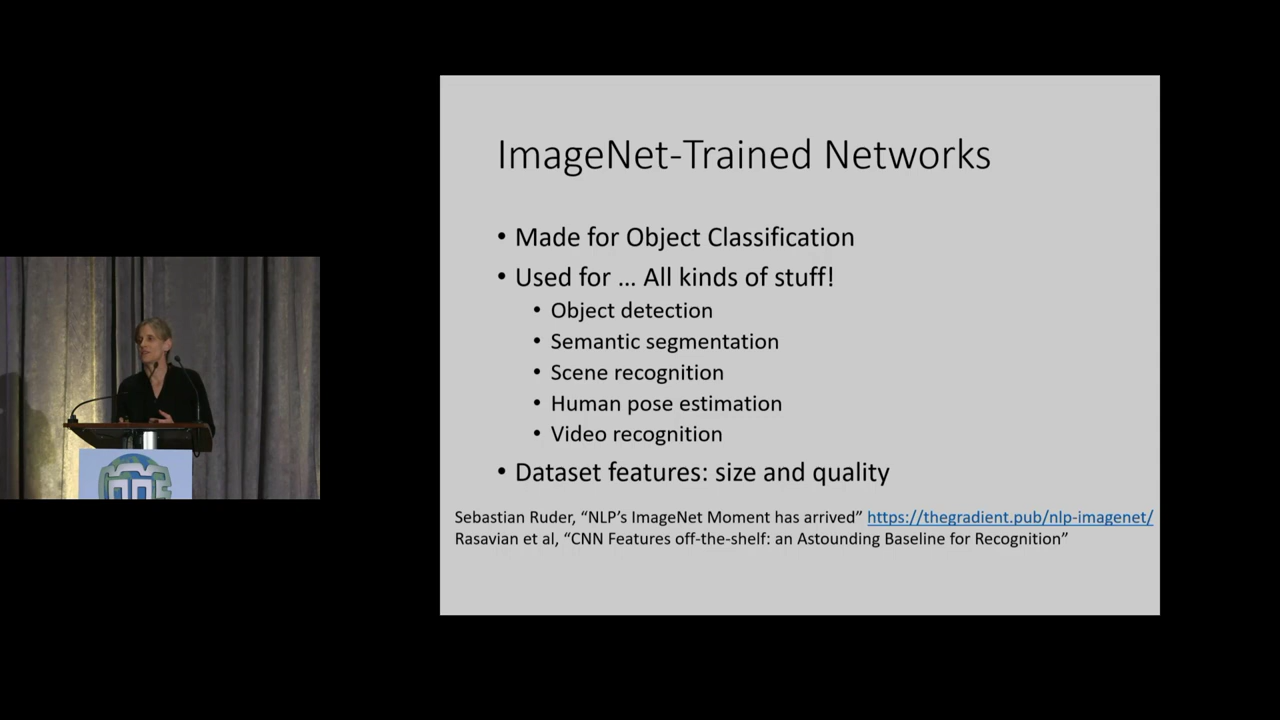 ImageNet-Trained Networks
• Made for Object Classification
• Used for … All kinds of stuff!
• Object detection
• Semantic segmentation
• Scene recognition
• Human pose estimation
• Video recognition
• Dataset features: size and quality
Sebastian Ruder, “NLP’s ImageNet Moment has arrived” https://thegradient.pub/nlp-imagenet/
Rasavian et al, “CNN Features off-the-shelf: an Astounding Baseline for Recognition”